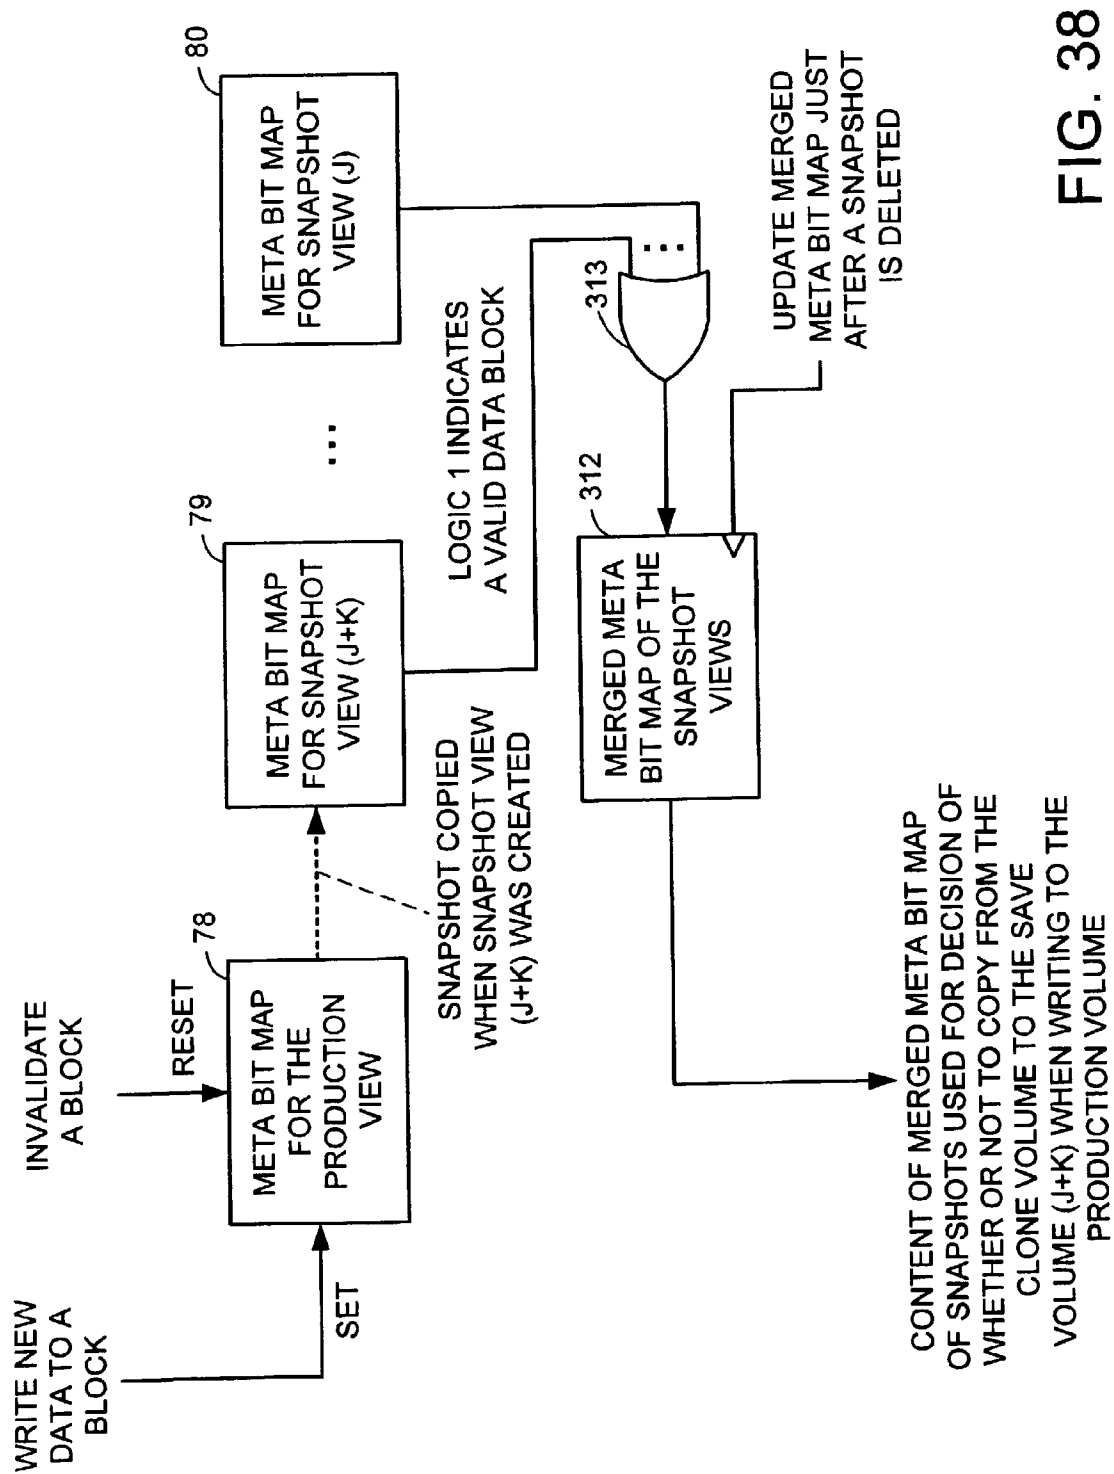 WRITE NEW
DATA TO A
BLOCK
SET
INVALIDATE
A BLOCK
RESET
78
META BIT MAP
FOR THE
PRODUCTION
VIEW
SNAPSHOT COPIED
WHEN SNAPSHOT VIEW
(J+K) WAS CREATED
79
META BIT MAP
FOR SNAPSHOT
VIEW (J+K)
...
80
META BIT MAP
FOR SNAPSHOT
VIEW (J)
LOGIC 1 INDICATES
A VALID DATA BLOCK
...
313
312
MERGED META
BIT MAP OF THE
SNAPSHOT
VIEWS
UPDATE MERGED
META BIT MAP JUST
AFTER A SNAPSHOT
IS DELETED
CONTENT OF MERGED META BIT MAP
OF SNAPSHOTS USED FOR DECISION OF
WHETHER OR NOT TO COPY FROM THE
CLONE VOLUME TO THE SAVE
VOLUME (J+K) WHEN WRITING TO THE
PRODUCTION VOLUME
FIG. 38